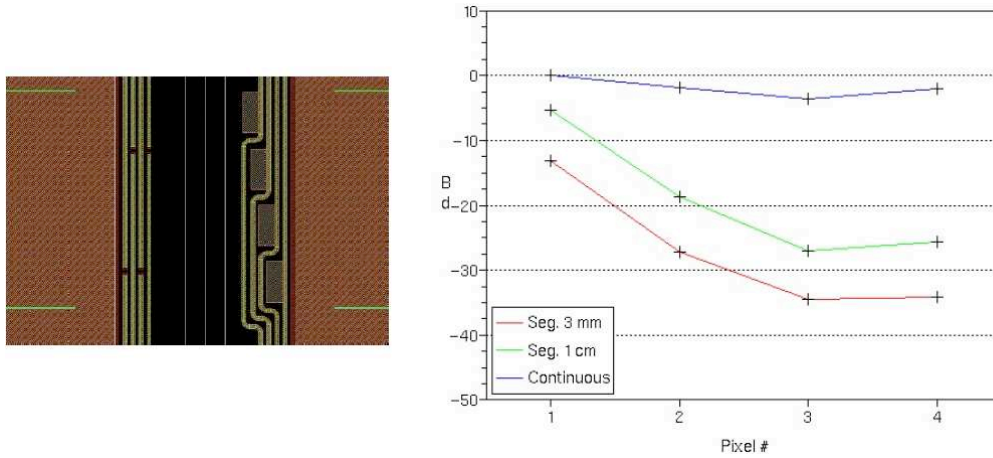 10
0
-10
-20
-30
-40
-50
B
d
Seg. 3 mm
Seg. 1 cm
Continuous
1 2 3 4
Pixel #